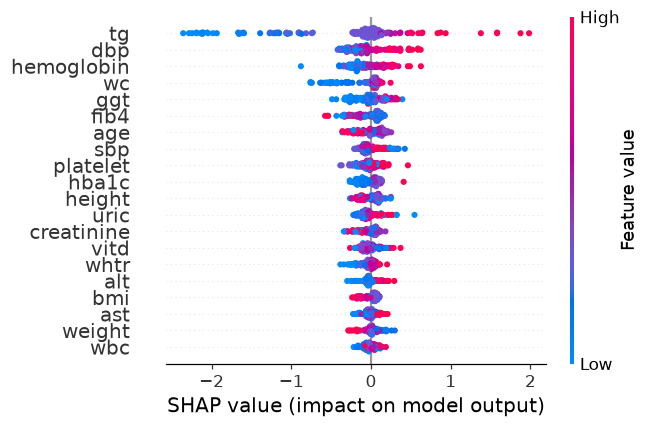 High
tg
dbp
hemoglobin
wc
ggt
fib4
age
sbp
platelet
hba1c
height
uric
creatinine
vitd
whtr
alt
bmi
ast
weight
wbc
Feature value
Low
−2 −1 0 1 2
SHAP value (impact on model output)